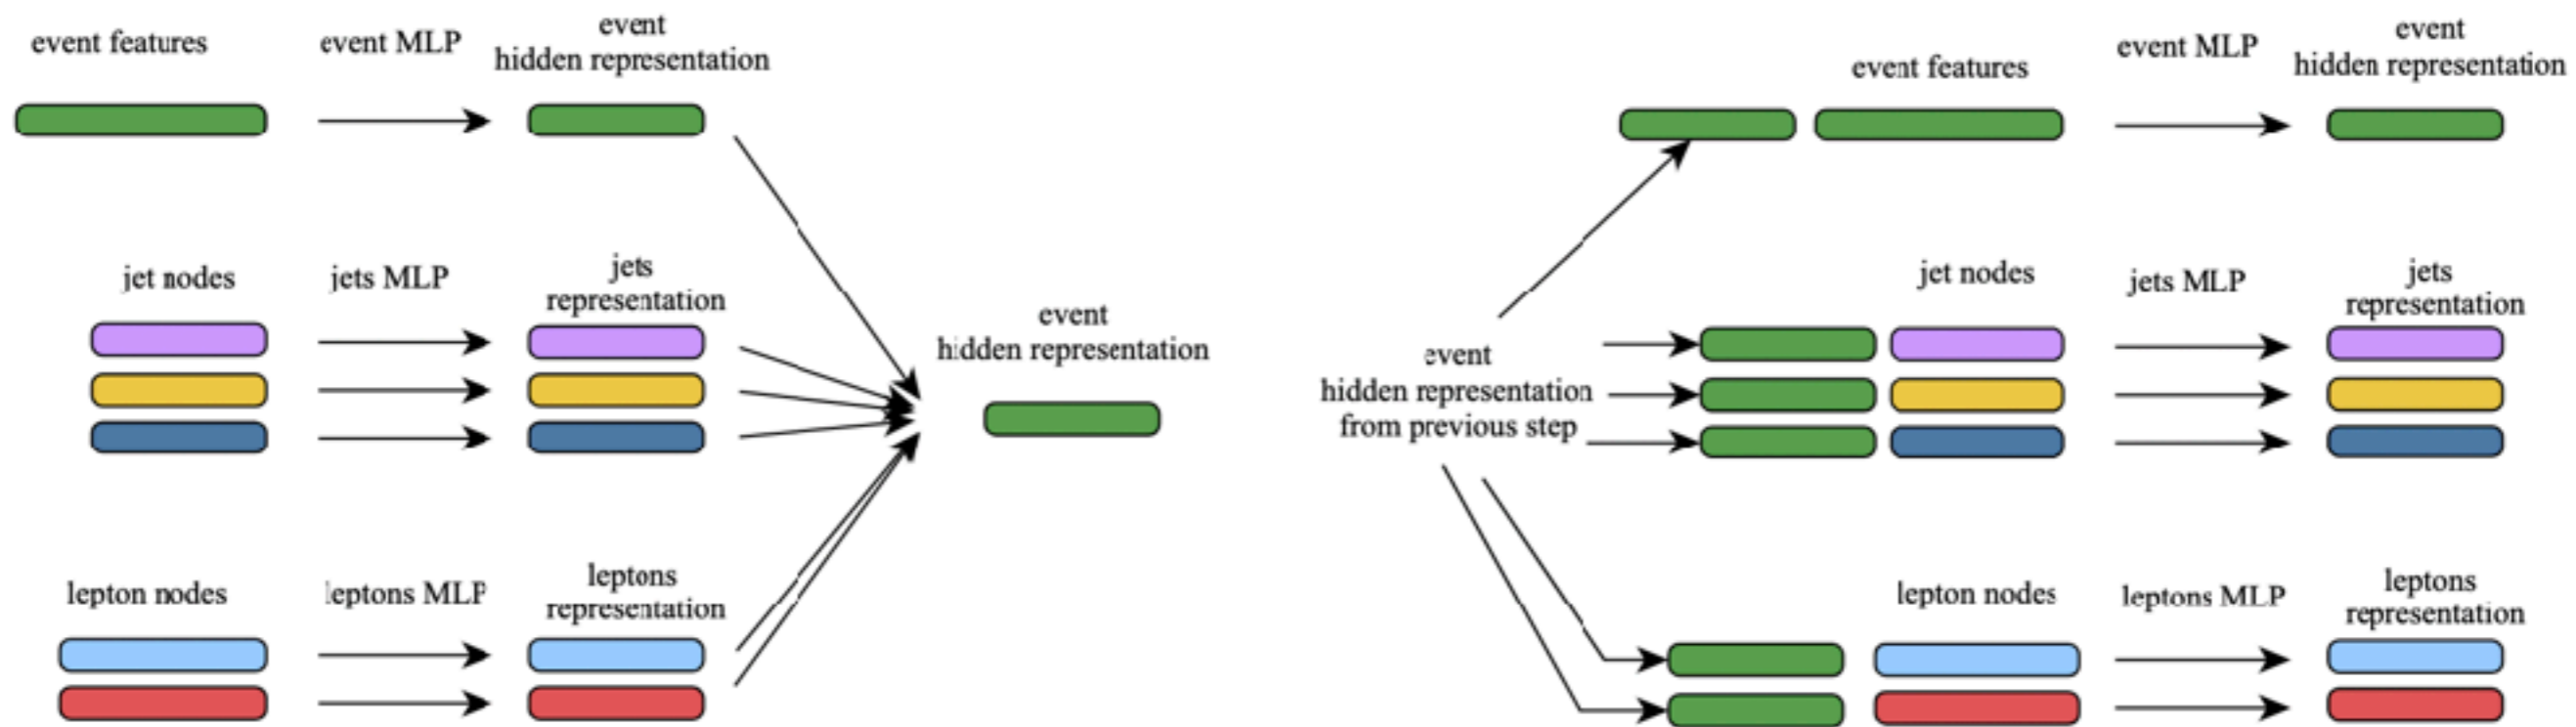 event features
event MLP
event
hidden representation
jet nodes
jets MLP
jets
representation
event
hidden representation
lepton nodes
leptons MLP
leptons
representation
event features
event MLP
event
hidden representation
event
hidden representation
from previous step
jet nodes
jets MLP
jets
representation
lepton nodes
leptons MLP
leptons
representation